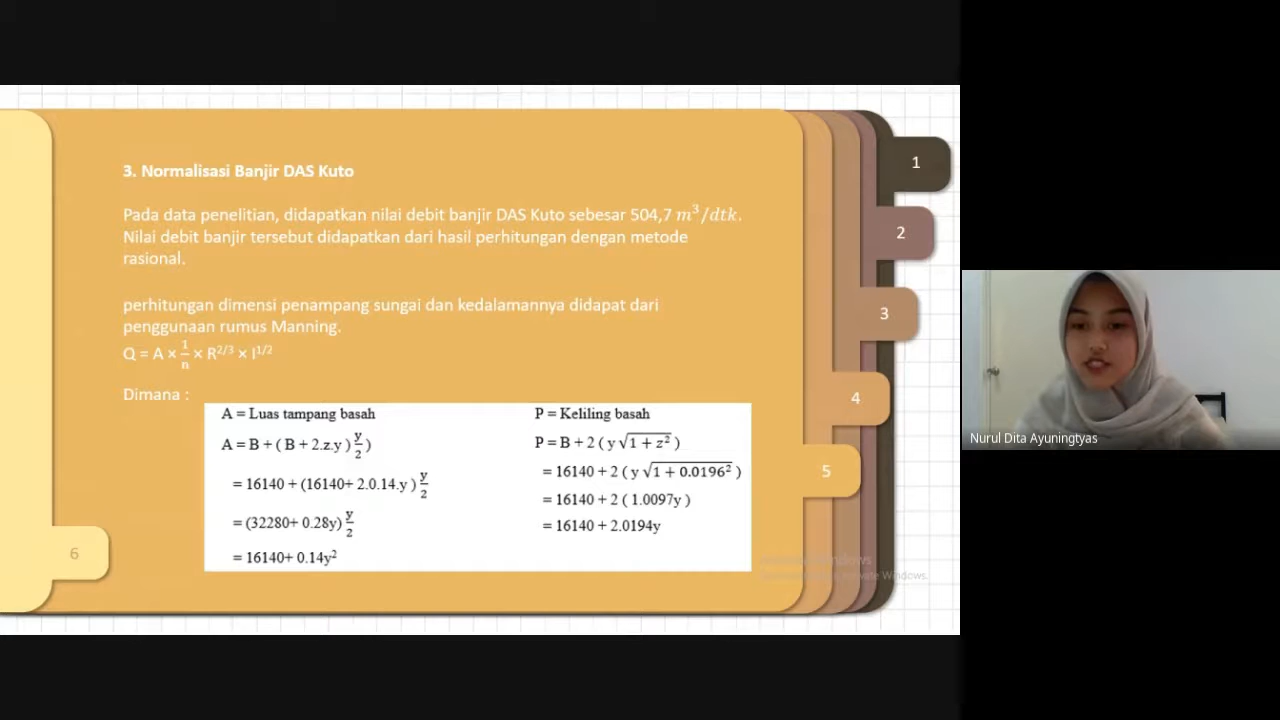 3. Normalisasi Banjir DAS Kuto
Pada data penelitian, didapatkan nilai debit banjir DAS Kuto sebesar 504,7 m³/dtk.
Nilai debit banjir tersebut didapatkan dari hasil perhitungan dengan metode
rasional.
perhitungan dimensi penampang sungai dan kedalamannya didapat dari
penggunaan rumus Manning.
Q = A × 1/n × R^2/3 × I^1/2
Dimana :
A = Luas tampang basah
A = B + ( B + 2.z.y ) y/2 )
= 16140 + (16140+ 2.0.14.y ) y/2
= (32280+ 0.28y) y/2
= 16140+ 0.14y²
P = Keliling basah
P = B + 2 ( y √1 + z² )
= 16140 + 2 ( y √1 + 0.0196² )
= 16140 + 2 ( 1.0097y )
= 16140 + 2.0194y
1
2
3
4
5
6
Windows.
Nurul Dita Ayuningtyas